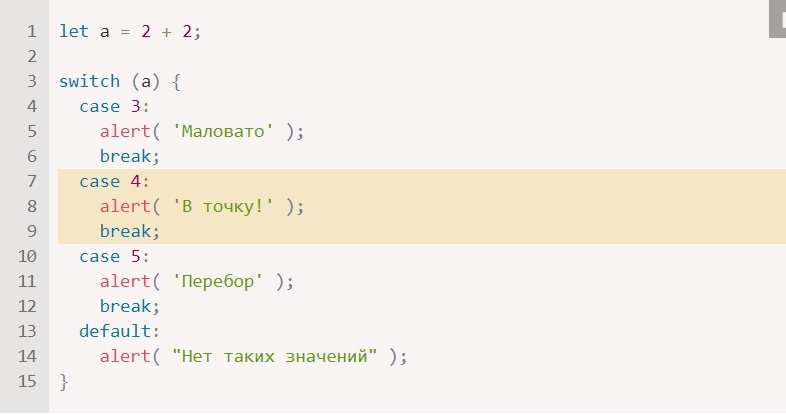 1 let a = 2 + 2;
2
3 switch (a) {
4   case 3:
5     alert( 'Маловато' );
6     break;
7   case 4:
8     alert( 'В точку!' );
9     break;
10   case 5:
11     alert( 'Перебор' );
12     break;
13   default:
14     alert( "Нет таких значений" );
15 }